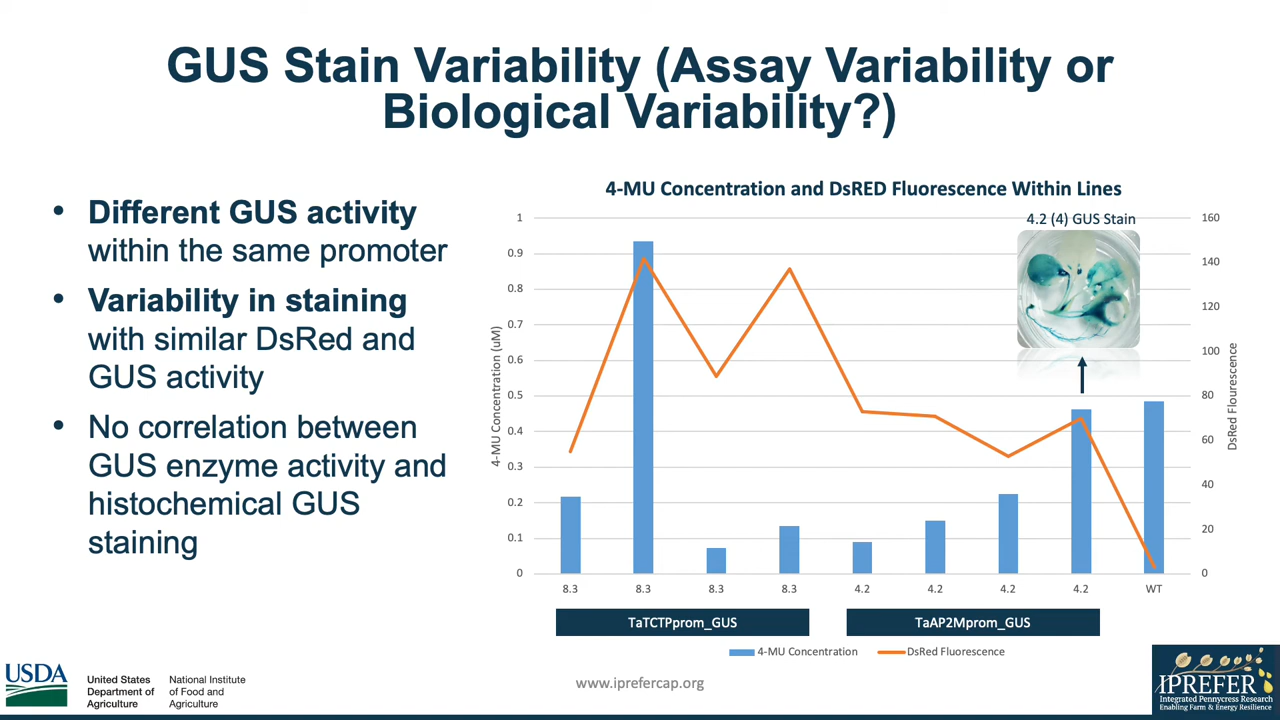 GUS Stain Variability (Assay Variability or
Biological Variability?)
• Different GUS activity
within the same promoter
• Variability in staining
with similar DsRed and
GUS activity
• No correlation between
GUS enzyme activity and
histochemical GUS
staining
4-MU Concentration and DsRED Fluorescence Within Lines
4.2 (4) GUS Stain
4-MU Concentration (uM)
1
0.9
0.8
0.7
0.6
0.5
0.4
0.3
0.2
0.1
0
160
140
120
100
80
60
40
20
0
DsRed Flourescence
8.3 8.3 8.3 8.3 4.2 4.2 4.2 4.2 WT
TaTCTPprom_GUS TaAP2Mprom_GUS
4-MU Concentration DsRed Fluorescence
USDA
United States
Department of
Agriculture
National Institute
of Food and
Agriculture
www.iprefercap.org
IPREFER
Integrated Pennycress Research
Enabling Farm & Energy Resilience